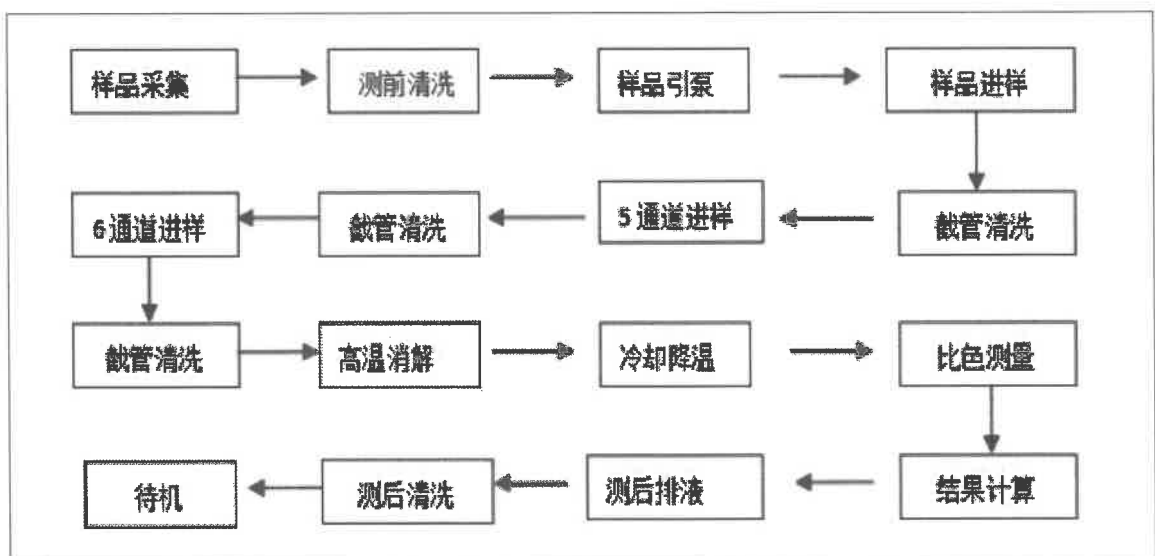 样品采集
测前清洗
样品引泵
样品进样
截管清洗
5通道进样
截管清洗
6通道进样
截管清洗
高温消解
冷却降温
比色测量
结果计算
测后排液
测后清洗
待机